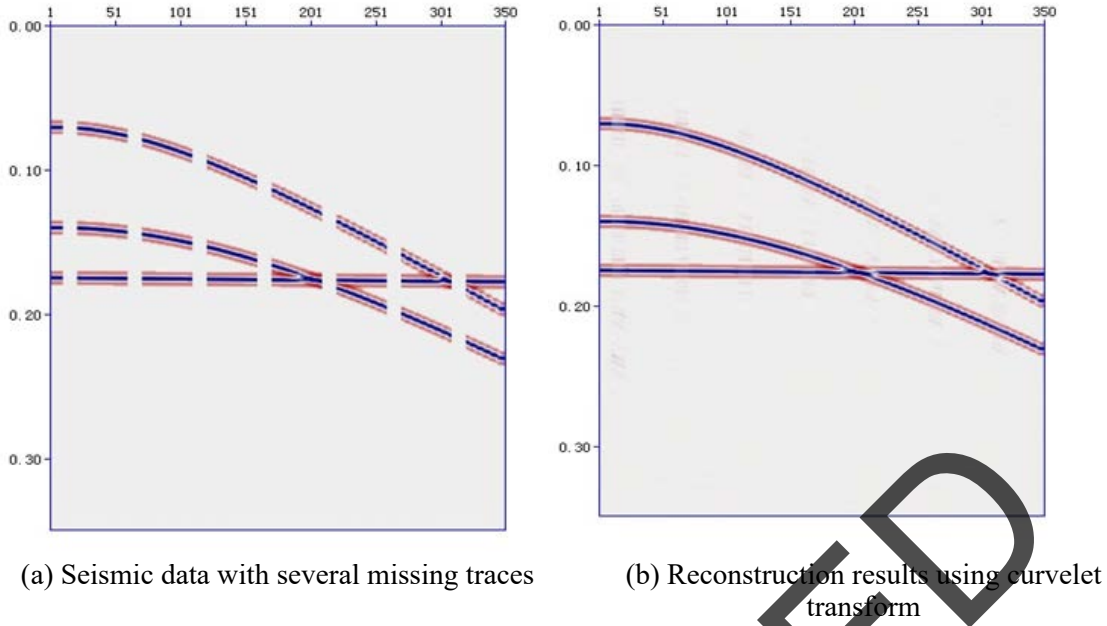 1 51 101 151 201 251 301 350
0.00
0.10
0.20
0.30
(a) Seismic data with several missing traces
1 51 101 151 201 251 301 350
0.00
0.10
0.20
0.30
(b) Reconstruction results using curvelet
transform
ED